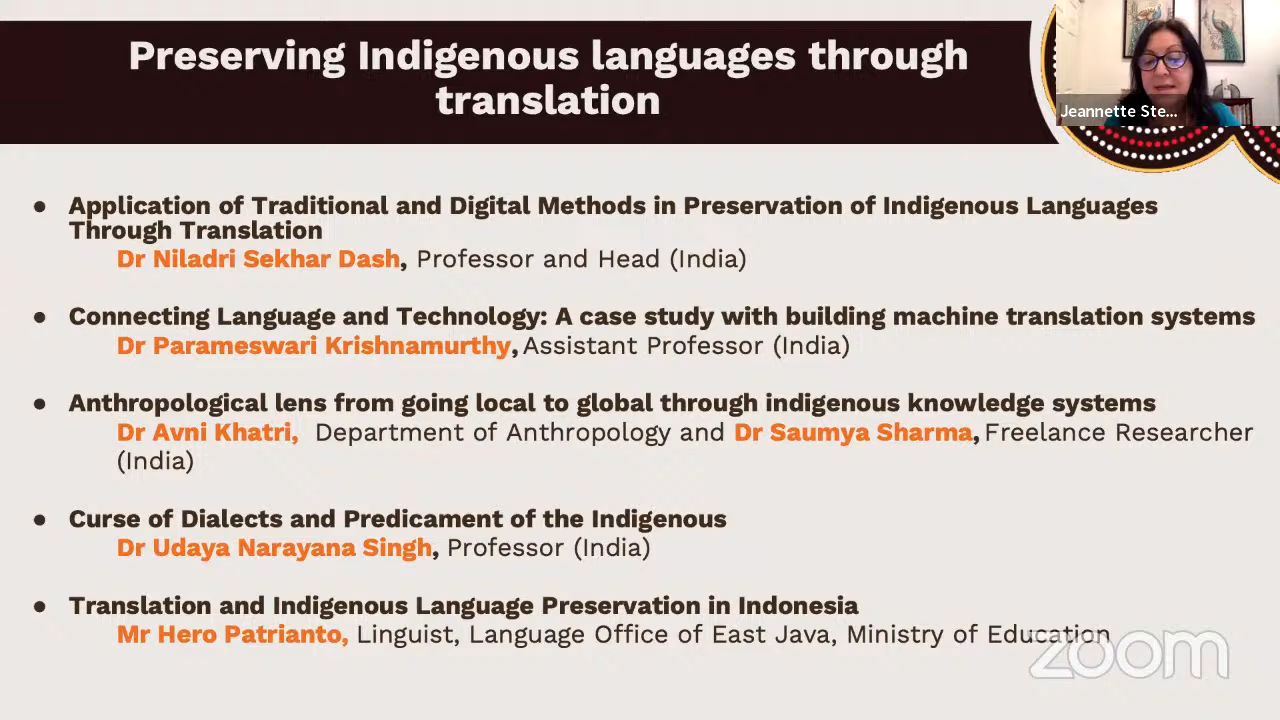 Preserving Indigenous languages through
translation
Jeannette Ste...
● Application of Traditional and Digital Methods in Preservation of Indigenous Languages
Through Translation
Dr Niladri Sekhar Dash, Professor and Head (India)
● Connecting Language and Technology: A case study with building machine translation systems
Dr Parameswari Krishnamurthy, Assistant Professor (India)
● Anthropological lens from going local to global through indigenous knowledge systems
Dr Avni Khatri, Department of Anthropology and Dr Saumya Sharma, Freelance Researcher
(India)
● Curse of Dialects and Predicament of the Indigenous
Dr Udaya Narayana Singh, Professor (India)
● Translation and Indigenous Language Preservation in Indonesia
Mr Hero Patrianto, Linguist, Language Office of East Java, Ministry of Education
zoom